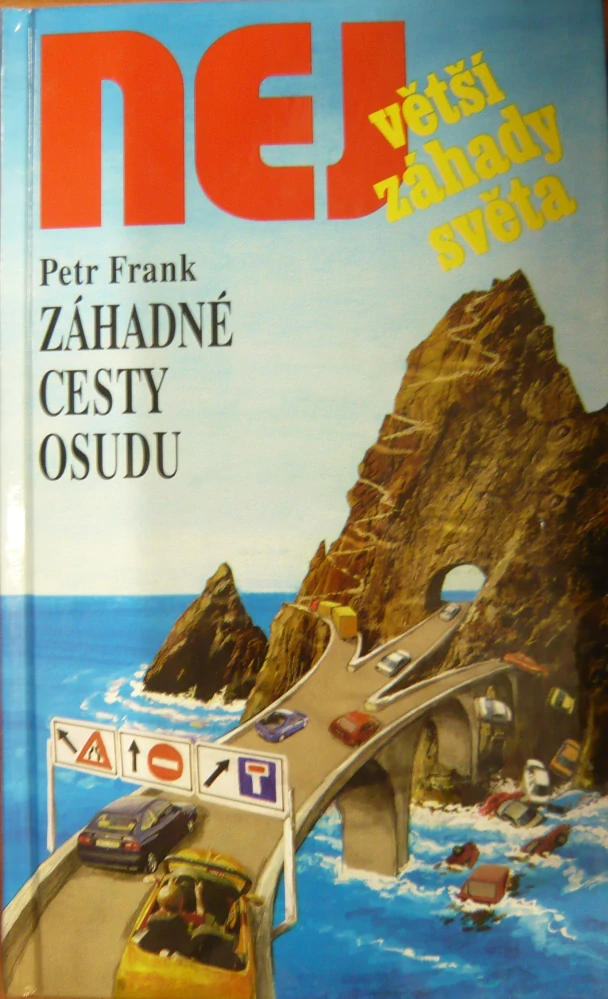 NEJ
větší
záhady
světa
Petr Frank
ZÁHADNÉ
CESTY
OSUDU